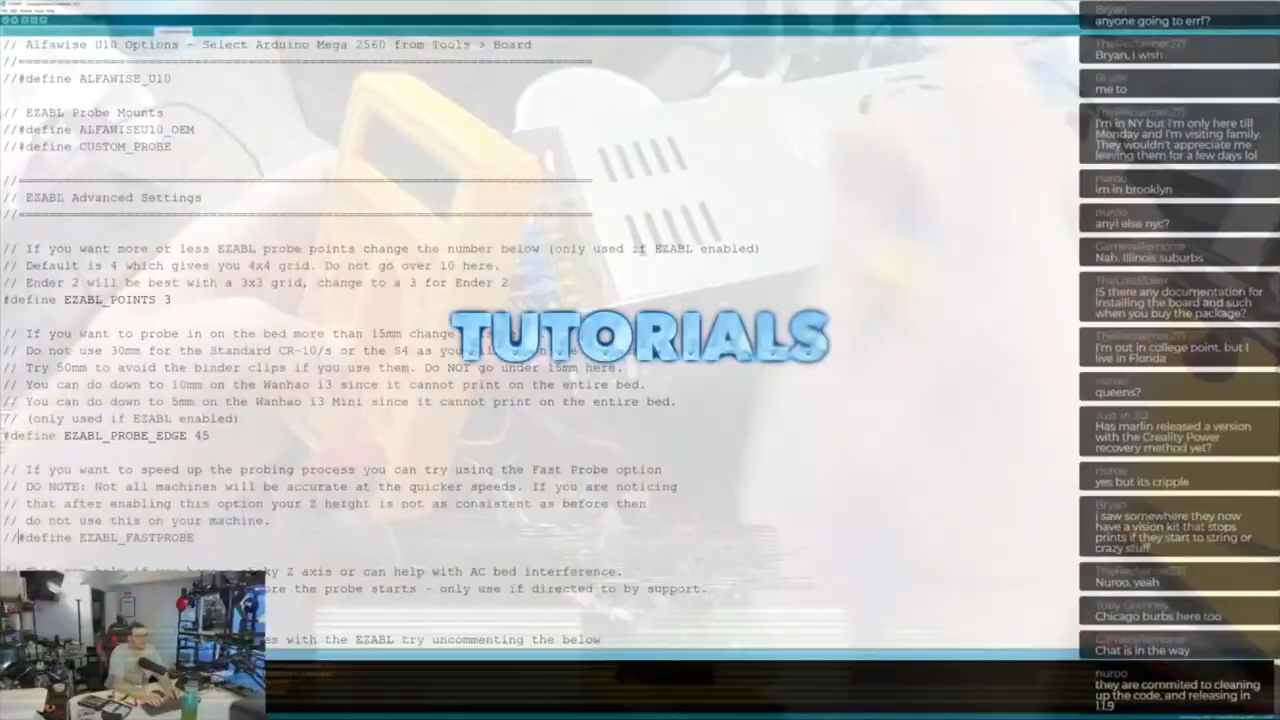 // Alfawise U10 Options - Select Arduino Mega 2560 from Tools > Board
//#define ALFAWISE_U10
// EZABL Probe Mounts
//#define ALFAWISEU10_OEM
//#define CUSTOM_PROBE
// EZABL Advanced Settings
// If you want more or less EZABL probe points change the number below (only used if EZABL enabled)
// Default is 4 which gives you 4x4 grid. Do not go over 10 here.
// Ender 2 will be best with a 3x3 grid, change to a 3 for Ender 2
#define EZABL_POINTS 3
// If you want to probe in on the bed more than 15mm change
// Do not use 30mm for the Standard CR-10/s or the S4 as
// Try 50mm to avoid the binder clips if you use them. Do NOT go under 15mm here.
// You can do down to 10mm on the Wanhao i3 since it cannot print on the entire bed.
// You can do down to 5mm on the Wanhao i3 Mini since it cannot print on the entire bed.
// (only used if EZABL enabled)
#define EZABL_PROBE_EDGE 45
// If you want to speed up the probing process you can try using the Fast Probe option
// DO NOTE: Not all machines will be accurate at the quicker speeds. If you are noticing
// that after enabling this option your Z height is not as consistent as before then
// do not use this on your machine.
//#define EZABL_FASTPROBE
Z axis or can help with AC bed interference.
the probe starts - only use if directed to by support.
with the EZABL try uncommenting the below
TUTORIALS
Bryan
anyone going to errf?
Bryan, I wish
Bryan
me to
I'm in NY but I'm only here till
Monday and I'm visiting family.
They wouldn't appreciate me
leaving them for a few days lol
nuroo
im in brooklyn
nuroo
any1 else nyc?
GamersRemorse
Nah. Illinois suburbs
IS there any documentation for
installing the board and such
when you buy the package?
I'm out in college point. but I
live in Florida
nuroo
queens?
Just_in_3D
Has marlin released a version
with the Creality Power
recovery method yet?
nuroo
yes but its cripple
Bryan
i saw somewhere they now
have a vision kit that stops
prints if they start to string or
crazy stuff
Nuroo, yeah
Toby Quimney
Chicago burbs here too
GamersRemorse
Chat is in the way
nuroo
they are commited to cleaning
up the code, and releasing in
1.1.9